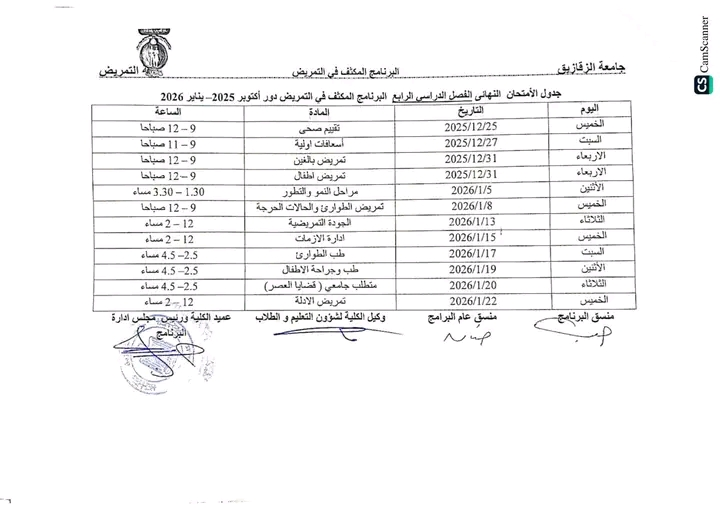 CamScanner
CS
جامعة الزقازيق
البرنامج المكثف في التمريض
التمريض
جدول الأمتحان النهائى الفصل الدراسي الرابع البرنامج المكثف في التمريض دور أكتوبر 2025– يناير 2026
اليوم التاريخ المادة الساعة
الخميس 2025/12/25 تقييم صحى 9 – 12 صباحا
السبت 2025/12/27 أسعافات اولية 9 – 11 صباحا
الاربعاء 2025/12/31 تمريض بالغين 9 – 12 صباحا
الاربعاء 2025/12/31 تمريض اطفال 9 – 12 صباحا
الأثنين 2026/1/5 مراحل النمو والتطور 1.30 – 3.30 مساء
الخميس 2026/1/8 تمريض الطوارئ والحالات الحرجة 9 – 12 صباحا
الثلاثاء 2026/1/13 الجودة التمريضية 12 – 2 مساء
الخميس 2026/1/15 ادارة الازمات 12 – 2 مساء
السبت 2026/1/17 طب الطوارئ 2.5– 4.5 مساء
الأثنين 2026/1/19 طب وجراحة الاطفال 2.5– 4.5 مساء
الثلاثاء 2026/1/20 متطلب جامعي ( قضايا العصر) 2.5– 4.5 مساء
الخميس 2026/1/22 تمريض الادلة 12 – 2 مساء
منسق البرنامج منسق عام البرامج وكيل الكلية لشؤون التعليم و الطلاب عميد الكلية ورئيس مجلس ادارة
البرنامج